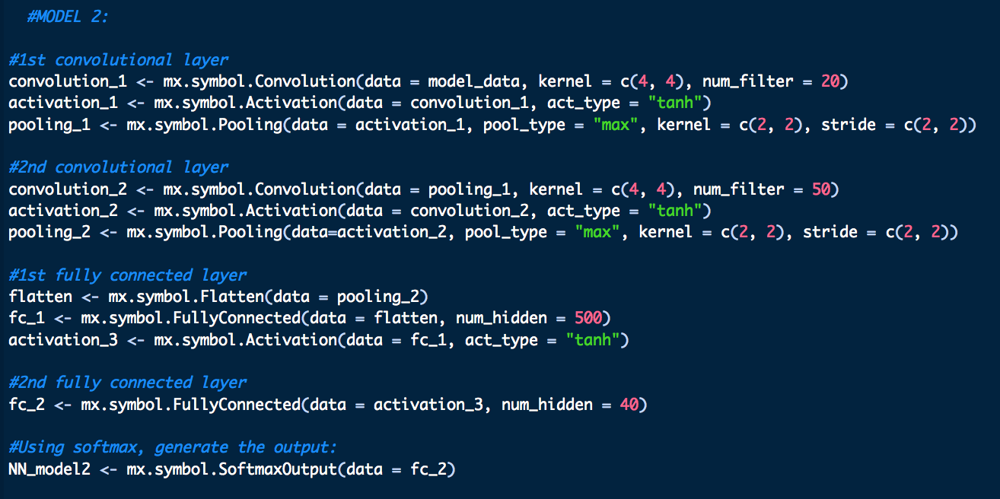 #MODEL 2:
#1st convolutional layer
convolution_1 <- mx.symbol.Convolution(data = model_data, kernel = c(4, 4), num_filter = 20)
activation_1 <- mx.symbol.Activation(data = convolution_1, act_type = "tanh")
pooling_1 <- mx.symbol.Pooling(data = activation_1, pool_type = "max", kernel = c(2, 2), stride = c(2, 2))
#2nd convolutional layer
convolution_2 <- mx.symbol.Convolution(data = pooling_1, kernel = c(4, 4), num_filter = 50)
activation_2 <- mx.symbol.Activation(data = convolution_2, act_type = "tanh")
pooling_2 <- mx.symbol.Pooling(data=activation_2, pool_type = "max", kernel = c(2, 2), stride = c(2, 2))
#1st fully connected layer
flatten <- mx.symbol.Flatten(data = pooling_2)
fc_1 <- mx.symbol.FullyConnected(data = flatten, num_hidden = 500)
activation_3 <- mx.symbol.Activation(data = fc_1, act_type = "tanh")
#2nd fully connected layer
fc_2 <- mx.symbol.FullyConnected(data = activation_3, num_hidden = 40)
#Using softmax, generate the output:
NN_model2 <- mx.symbol.SoftmaxOutput(data = fc_2)